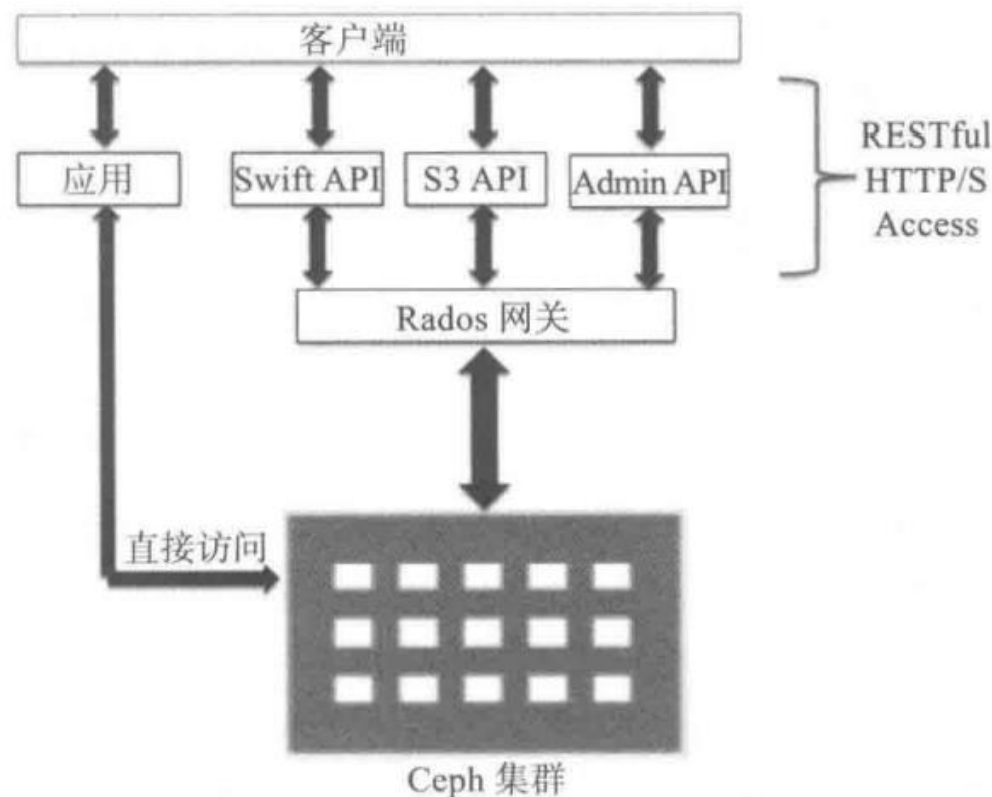 客户端
应用
Swift API
S3 API
Admin API
RESTful
HTTP/S
Access
Rados 网关
直接访问
Ceph 集群